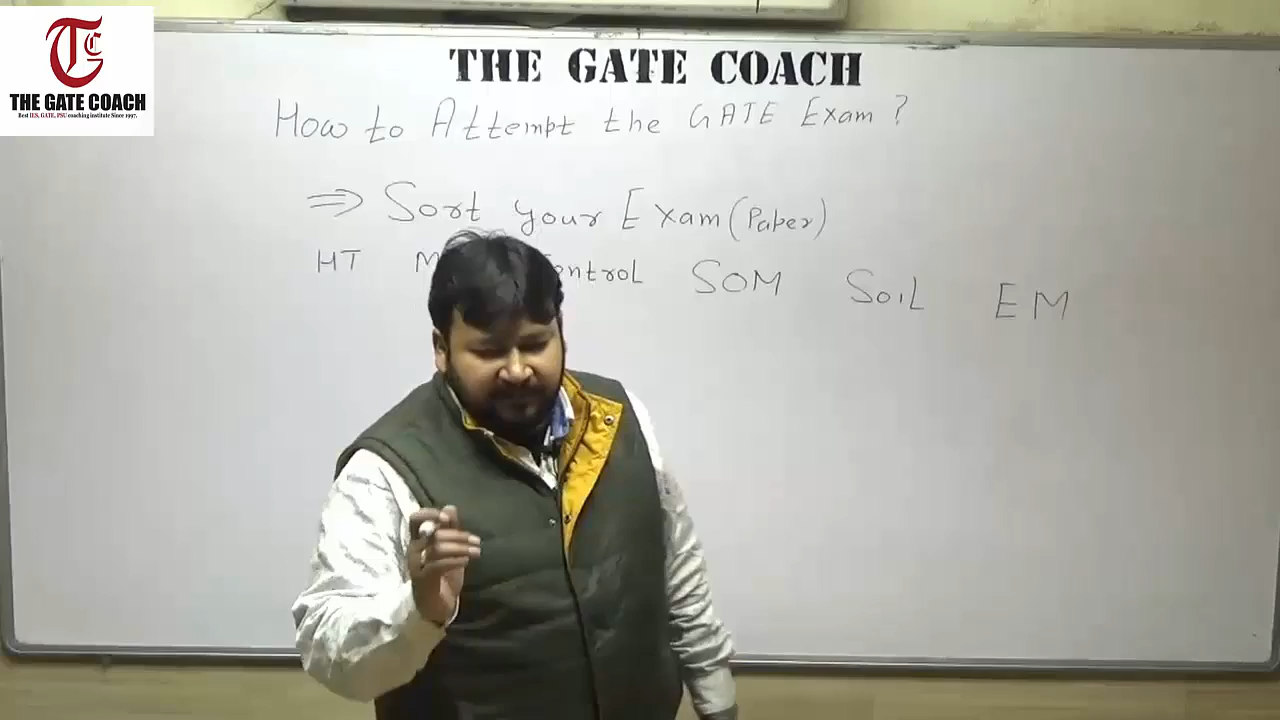 THE GATE COACH
Best IES, GATE, PSU coaching institute Since 1997.
THE GATE COACH
How to Attempt the GATE Exam?
⇒ Sort your Exam (Paper)
HT ontrol SOM SoiL EM